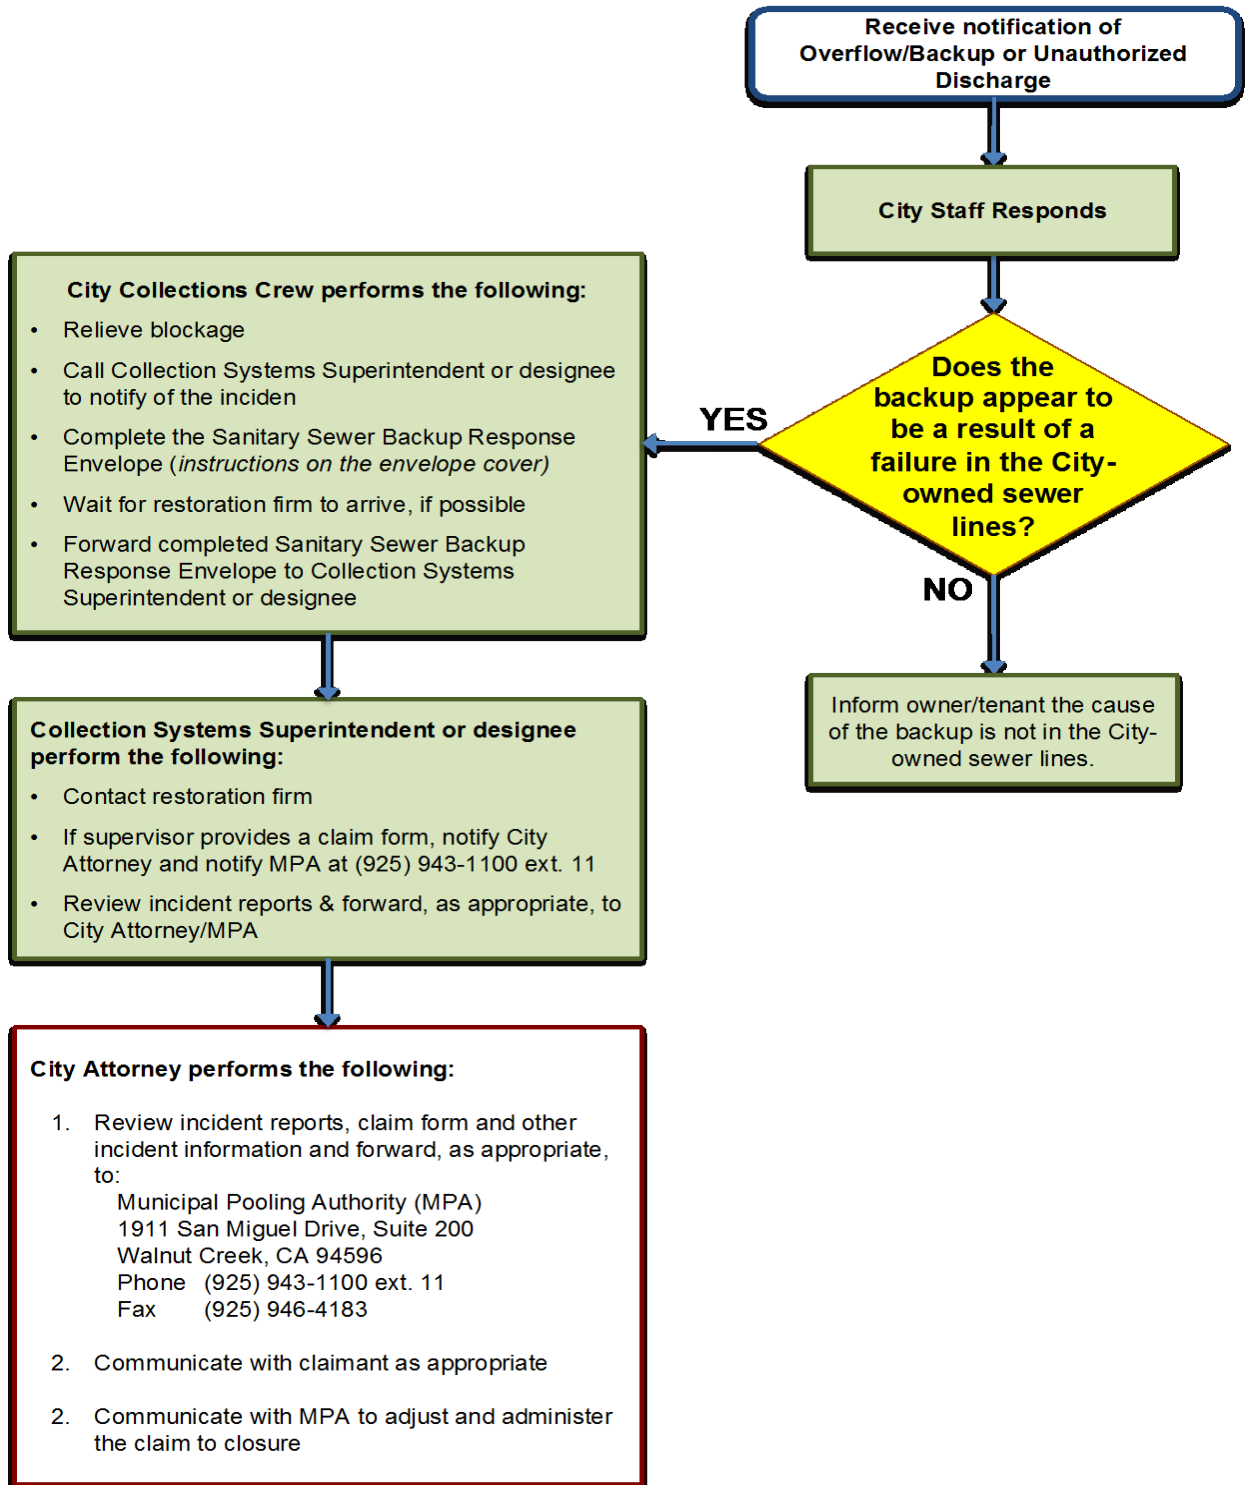 Receive notification of
Overflow/Backup or Unauthorized
Discharge
City Staff Responds
Does the
backup appear to
be a result of a
failure in the City-
owned sewer
lines?
YES
NO
Inform owner/tenant the cause
of the backup is not in the City-
owned sewer lines.
City Collections Crew performs the following:
• Relieve blockage
• Call Collection Systems Superintendent or designee
to notify of the inciden
• Complete the Sanitary Sewer Backup Response
Envelope (instructions on the envelope cover)
• Wait for restoration firm to arrive, if possible
• Forward completed Sanitary Sewer Backup
Response Envelope to Collection Systems
Superintendent or designee
Collection Systems Superintendent or designee
perform the following:
• Contact restoration firm
• If supervisor provides a claim form, notify City
Attorney and notify MPA at (925) 943-1100 ext. 11
• Review incident reports & forward, as appropriate, to
City Attorney/MPA
City Attorney performs the following:
1. Review incident reports, claim form and other
incident information and forward, as appropriate,
to:
Municipal Pooling Authority (MPA)
1911 San Miguel Drive, Suite 200
Walnut Creek, CA 94596
Phone (925) 943-1100 ext. 11
Fax (925) 946-4183
2. Communicate with claimant as appropriate
2. Communicate with MPA to adjust and administer
the claim to closure